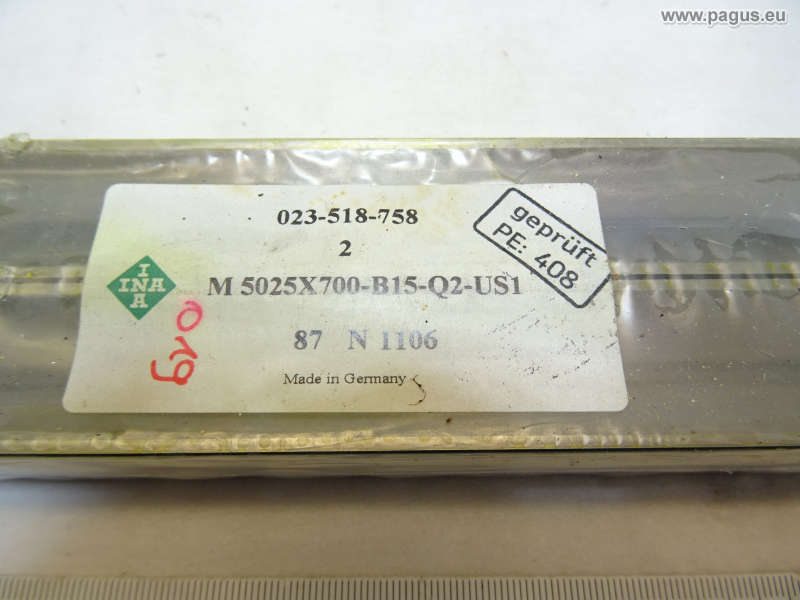 www.pagus.eu
023-518-758
2
geprüft
PE: 408
INA
INA
M 5025X700-B15-Q2-US1
87 N 1106
Made in Germany